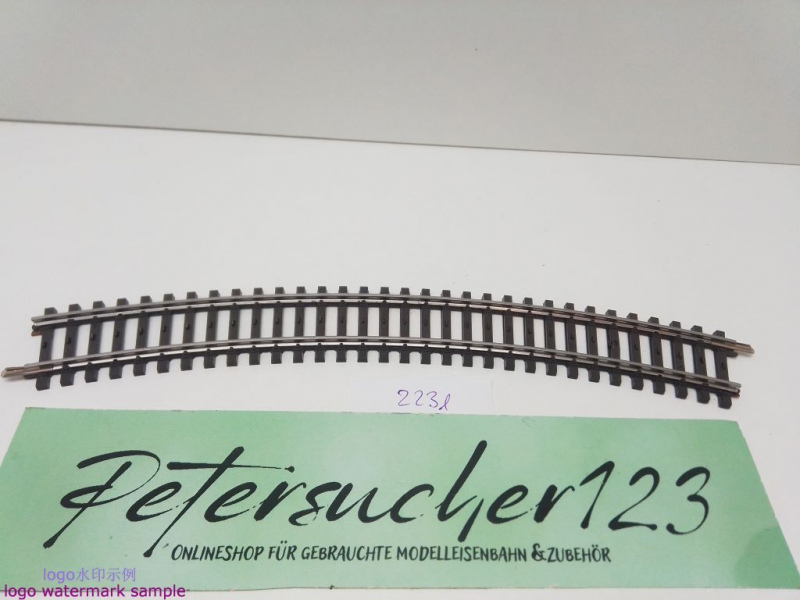 223l
Petersucher123
ONLINESHOP FÜR GEBRAUCHTE MODELLEISENBAHN & ZUBEHÖR
logo水印示例
logo watermark sample